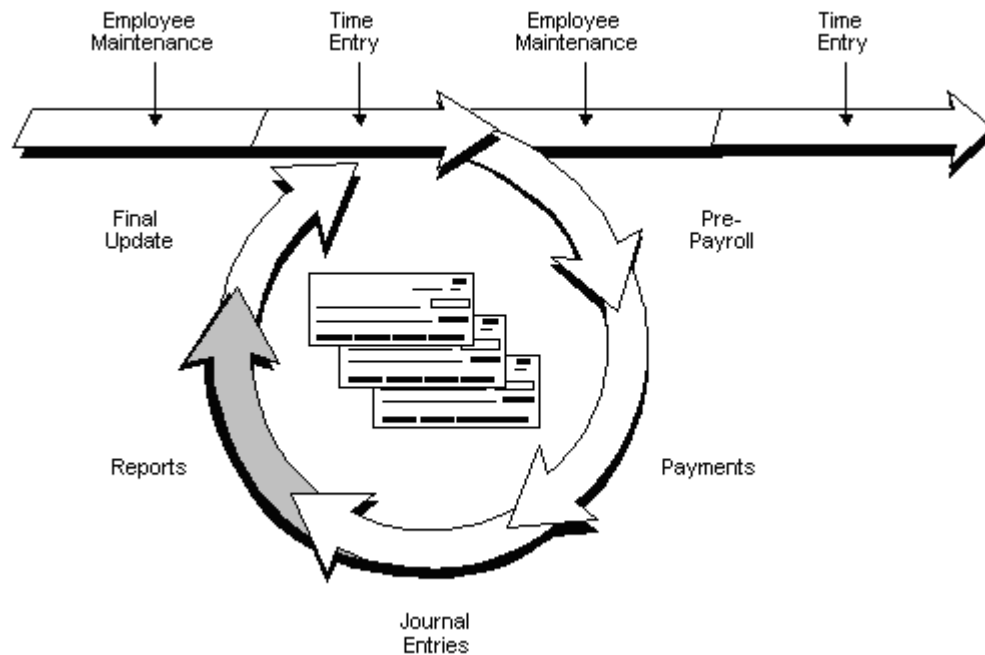 Employee
Maintenance
Time
Entry
Employee
Maintenance
Time
Entry
Final
Update
Pre-
Payroll
Reports
Payments
Journal
Entries